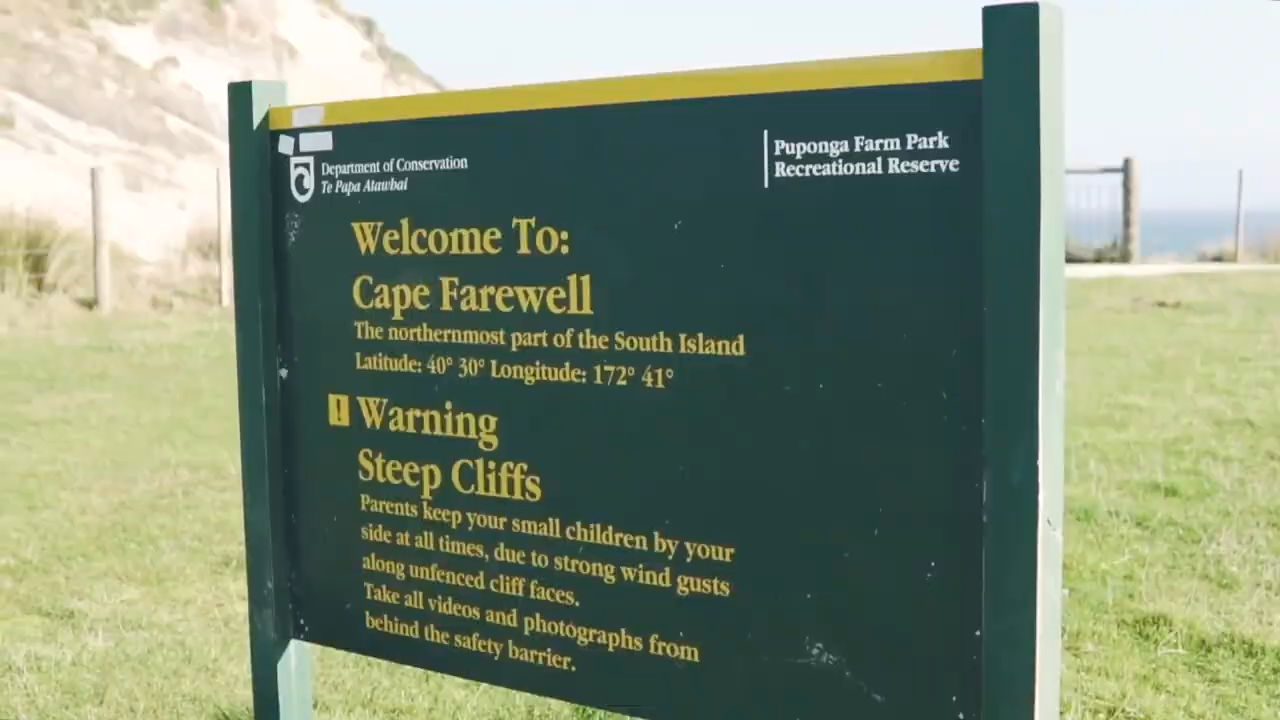 Department of Conservation
Te Papa Atawbai
Puponga Farm Park
Recreational Reserve
Welcome To:
Cape Farewell
The northernmost part of the South Island
Latitude: 40° 30° Longitude: 172° 41°
! Warning
Steep Cliffs
Parents keep your small children by your
side at all times, due to strong wind gusts
along unfenced cliff faces.
Take all videos and photographs from
behind the safety barrier.